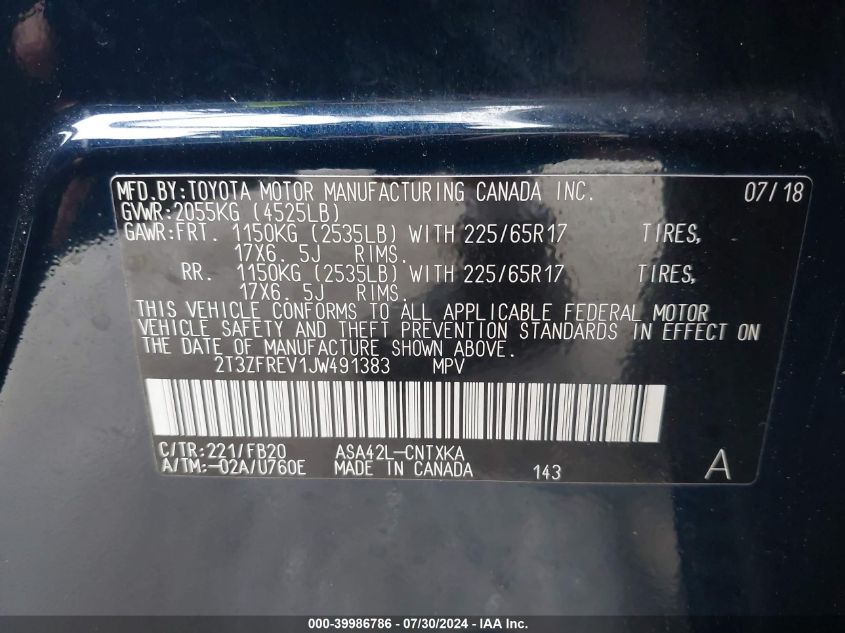 MFD.BY:TOYOTA MOTOR MANUFACTURING CANADA INC. 07/18
GVWR:2055KG (4525LB)
GAWR:FRT. 1150KG (2535LB) WITH 225/65R17 TIRES,
17X6. 5J RIMS.
RR. 1150KG (2535LB) WITH 225/65R17 TIRES,
17X6. 5J RIMS.
THIS VEHICLE CONFORMS TO ALL APPLICABLE FEDERAL MOTOR
VEHICLE SAFETY AND THEFT PREVENTION STANDARDS IN EFFECT ON
THE DATE OF MANUFACTURE SHOWN ABOVE.
2T3ZFREV1JW491383 MPV
C/TR:221/FB20 ASA42L-CNTXKA
A/TM:-02A/U760E MADE IN CANADA 143 A
000-39986786 - 07/30/2024 - IAA Inc.